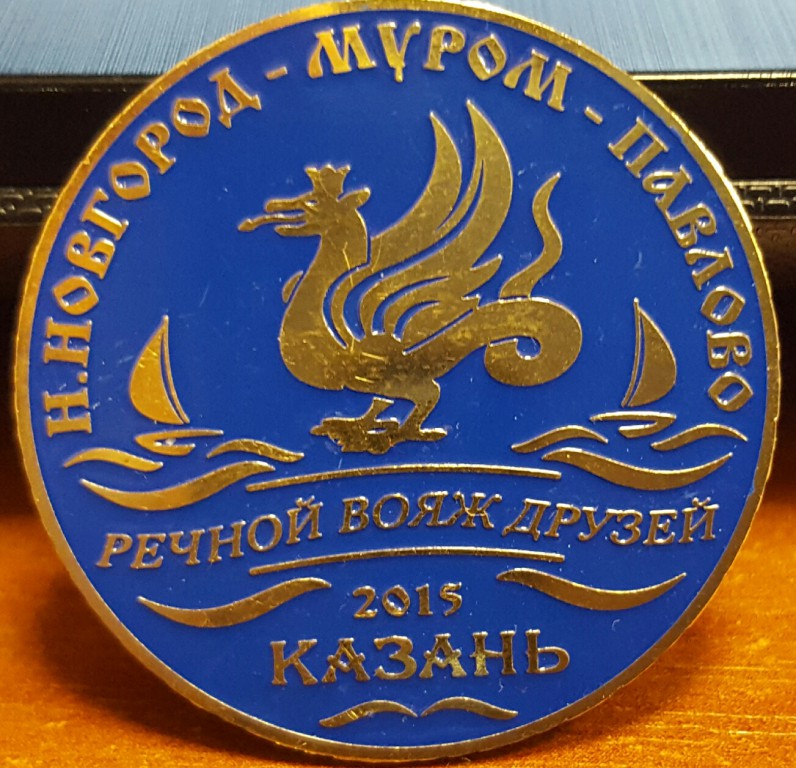 Н.НОВГОРОД - МУРОМ - ПАВЛОВО
РЕЧНОЙ ВОЯЖ ДРУЗЕЙ
2015
КАЗАНЬ